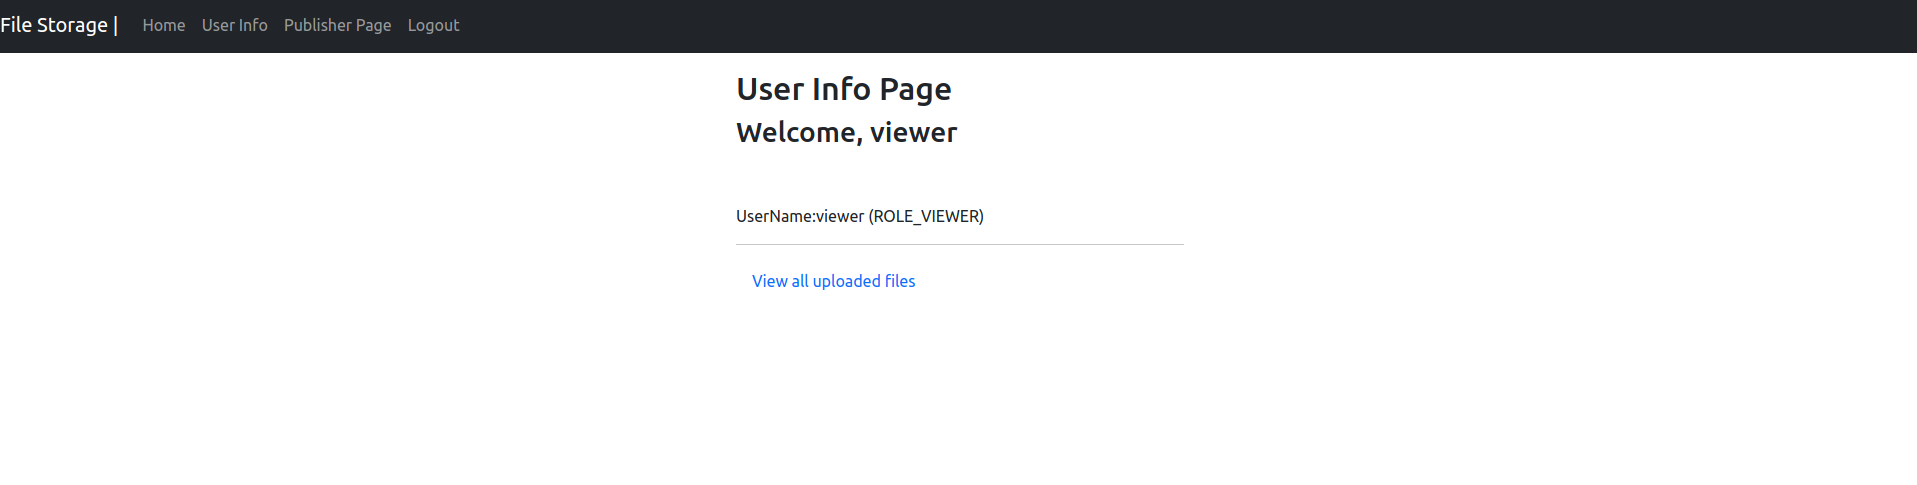 File Storage | Home User Info Publisher Page Logout
User Info Page
Welcome, viewer
UserName:viewer (ROLE_VIEWER)
View all uploaded files